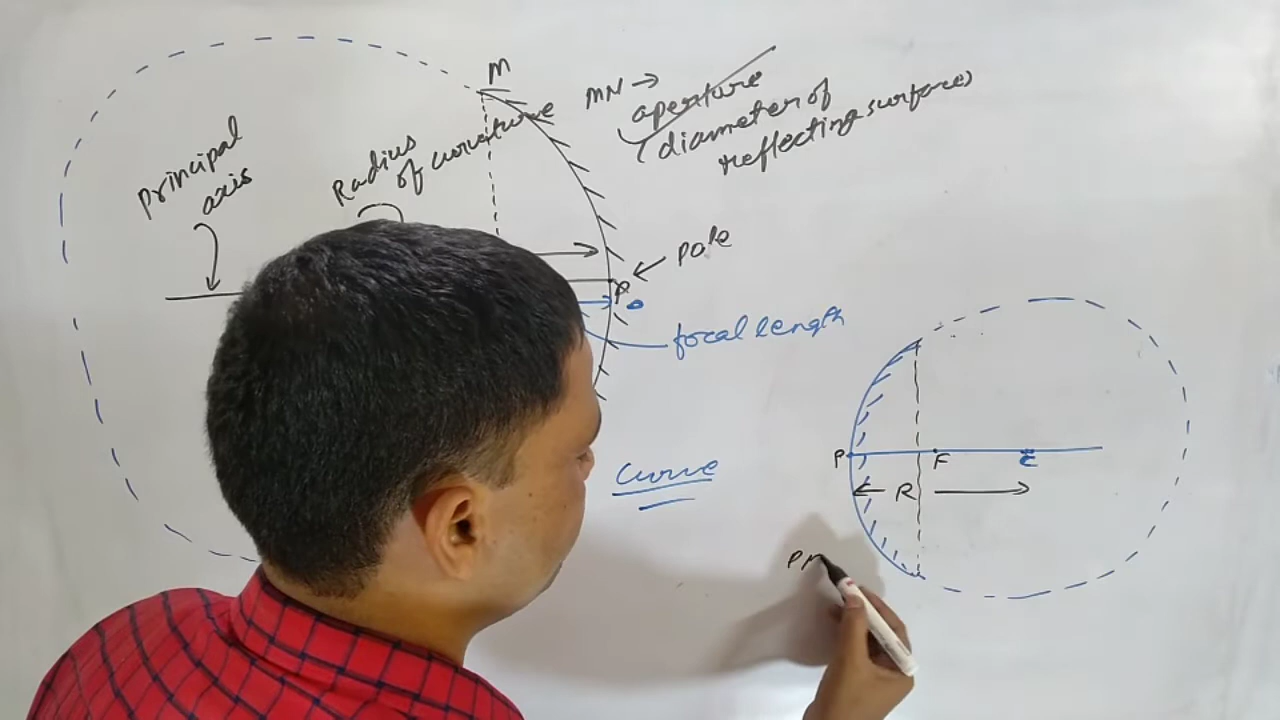 M
MN →
aperture
(diameter of
reflecting surface)
Principal
axis
Radius
of curvature
Pole
P
focal length
curve
P
F
C
R